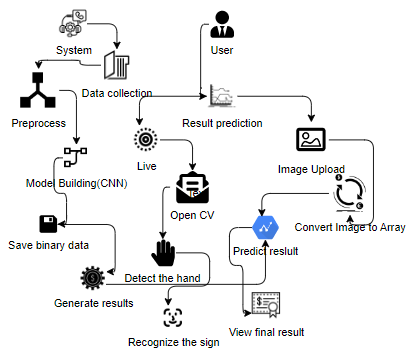 System
User
Data collection
Preprocess
Result prediction
Live
Image Upload
Model Building(CNN)
Open CV
Save binary data
Predict reslult
Convert Image to Array
Detect the hand
Generate results
View final result
Recognize the sign